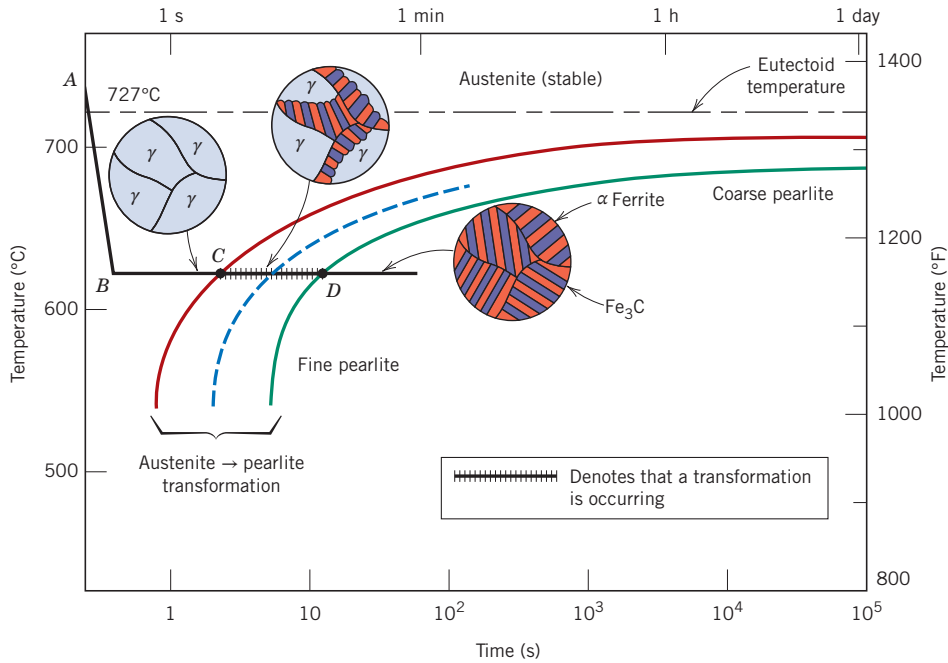 1 s
1 min
1 h
1 day
A
727°C
Austenite (stable)
Eutectoid
temperature
1400
γ
γ
γ
γ
γ
γ
γ
700
Coarse pearlite
α Ferrite
1200
C
B
D
Fe₃C
600
Temperature (°C)
Temperature (°F)
Fine pearlite
1000
Austenite → pearlite
transformation
500
Denotes that a transformation
is occurring
800
1
10
10²
10³
10⁴
10⁵
Time (s)